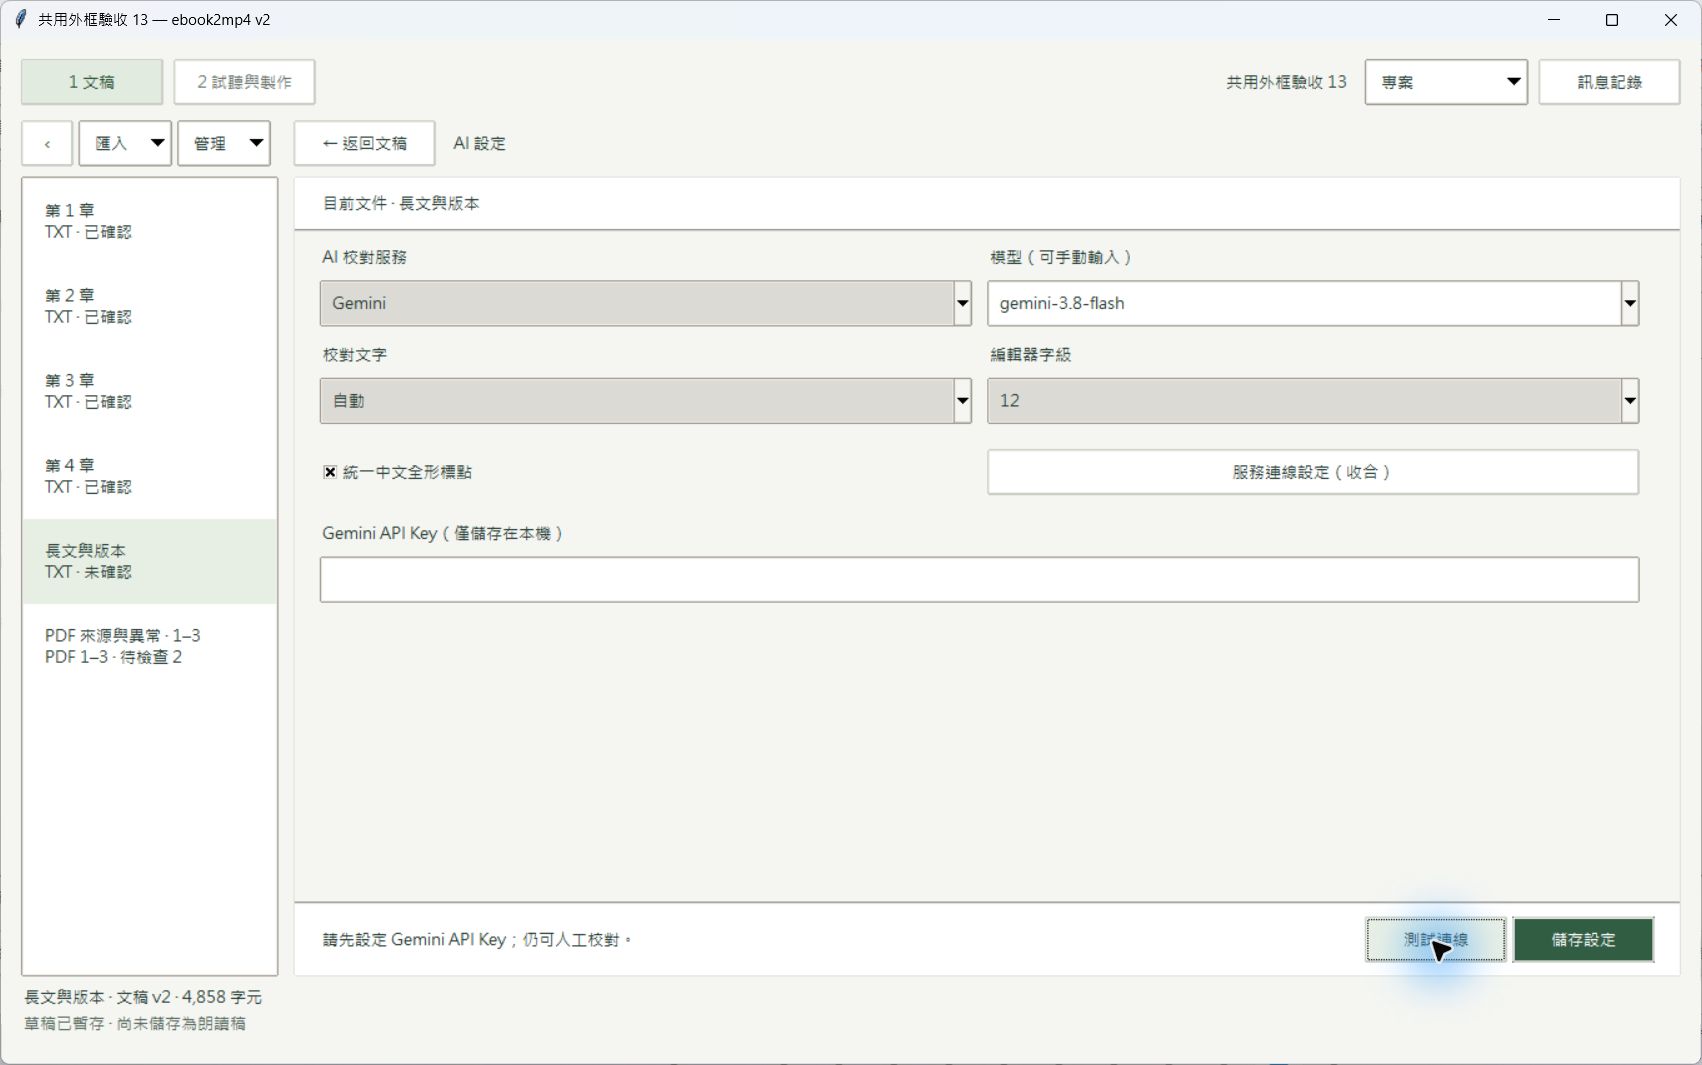 共用外框驗收 13 — ebook2mp4 v2
1 文稿
2 試聽與製作
共用外框驗收 13
專案
訊息記錄
‹
匯入
管理
← 返回文稿
AI 設定
第 1 章
TXT · 已確認
第 2 章
TXT · 已確認
第 3 章
TXT · 已確認
第 4 章
TXT · 已確認
長文與版本
TXT · 未確認
PDF 來源與異常 · 1–3
PDF 1–3 · 待檢查 2
目前文件 · 長文與版本
AI 校對服務
模型（可手動輸入）
Gemini
gemini-3.8-flash
校對文字
編輯器字級
自動
12
統一中文全形標點
服務連線設定（收合）
Gemini API Key（僅儲存在本機）
請先設定 Gemini API Key；仍可人工校對。
測試連線
儲存設定
長文與版本 · 文稿 v2 · 4,858 字元
草稿已暫存 · 尚未儲存為朗讀稿